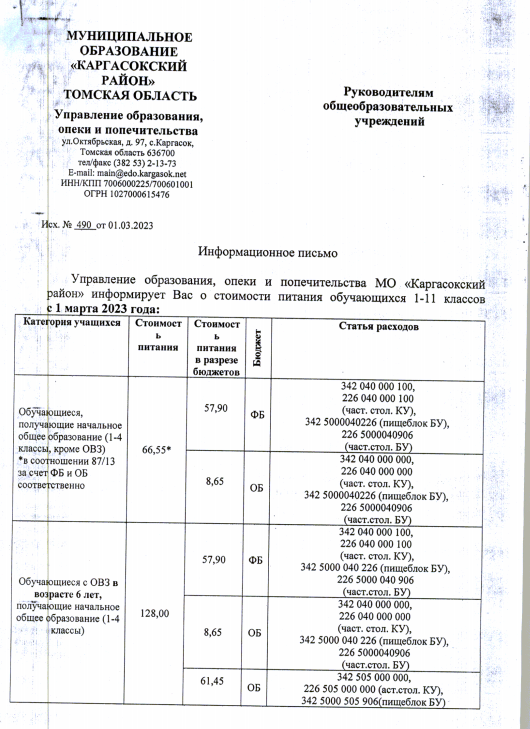 МУНИЦИПАЛЬНОЕ
ОБРАЗОВАНИЕ
«КАРГАСОКСКИЙ
РАЙОН»
ТОМСКАЯ ОБЛАСТЬ
Управление образования,
опеки и попечительства
ул.Октябрьская, д. 97, с.Каргасок,
Томская область 636700
тел/факс (382 53) 2-13-73
E-mail: main@edo.kargasok.net
ИНН/КПП 7006000225/700601001
ОГРН 1027000615476
Руководителям
общеобразовательных
учреждений
Исх. № 490 от 01.03.2023
Информационное письмо
Управление образования, опеки и попечительства МО «Каргасокский
район» информирует Вас о стоимости питания обучающихся 1-11 классов
с 1 марта 2023 года:
Категория учащихся
Стоимост
ь
питания
Стоимост
ь
питания
в разрезе
бюджетов
Бюджет
Статья расходов
Обучающиеся,
получающие начальное
общее образование (1-4
классы, кроме ОВЗ)
*в соотношении 87/13
за счет ФБ и ОБ
соответственно
66,55*
57,90
ФБ
342 040 000 100,
226 040 000 100
(част. стол. КУ),
342 5000040226 (пищеблок БУ),
226 5000040906
(част.стол. БУ)
8,65
ОБ
342 040 000 000,
226 040 000 000
(част. стол. КУ),
342 5000040226 (пищеблок БУ),
226 5000040906
(част.стол. БУ)
Обучающиеся с ОВЗ в
возрасте 6 лет,
получающие начальное
общее образование (1-4
классы)
128,00
57,90
ФБ
342 040 000 100,
226 040 000 100
(част. стол. КУ),
342 5000 040 226 (пищеблок БУ),
226 5000 040 906
(част.стол. БУ)
8,65
ОБ
342 040 000 000,
226 040 000 000
(част. стол. КУ),
342 5000 040 226 (пищеблок БУ),
226 5000040906
(част.стол. БУ)
61,45
ОБ
342 505 000 000,
226 505 000 000 (аст.стол. КУ),
342 5000 505 906(пищеблок БУ)